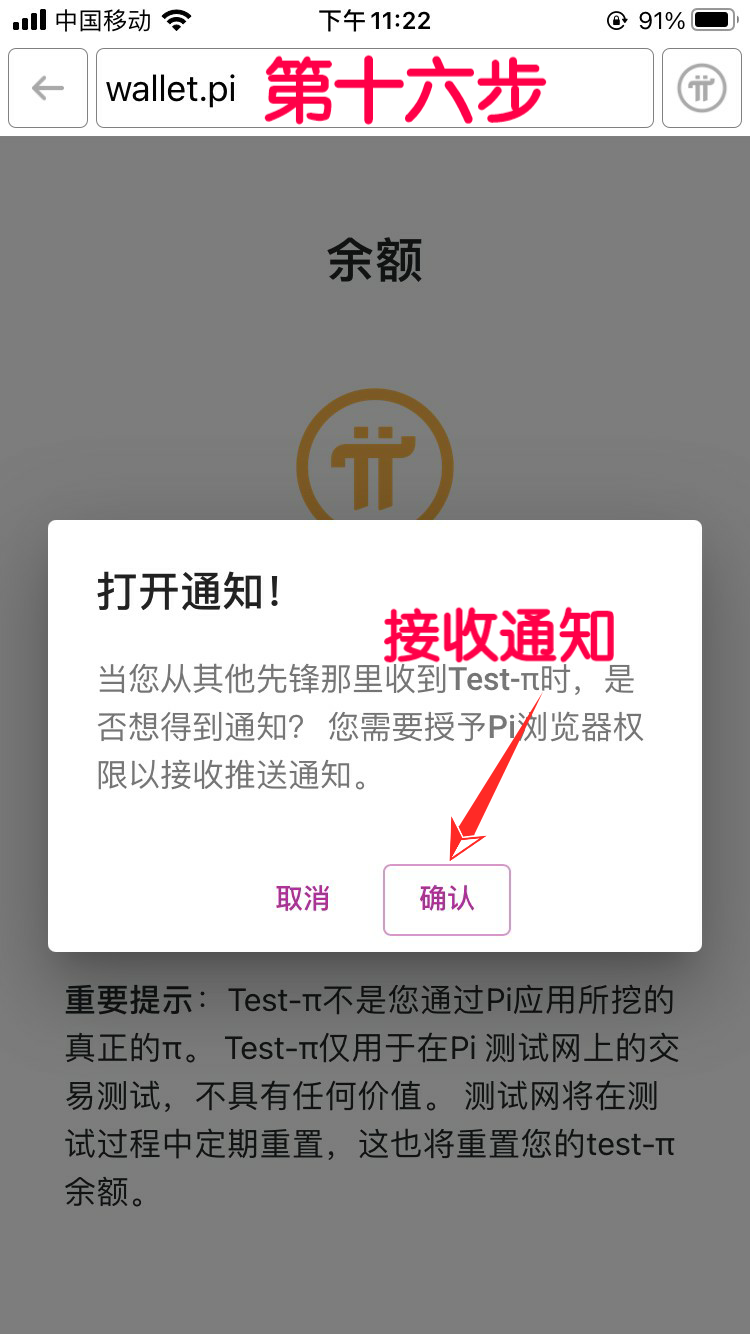 中国移动 下午11:22 91%
wallet.pi 第十六步
余额
打开通知!
接收通知
当您从其他先锋那里收到Test-π时，是
否想得到通知？ 您需要授予Pi浏览器权
限以接收推送通知。
取消 确认
重要提示：Test-π不是您通过Pi应用所挖的
真正的π。 Test-π仅用于在Pi 测试网上的交
易测试，不具有任何价值。 测试网将在测
试过程中定期重置，这也将重置您的test-π
余额。